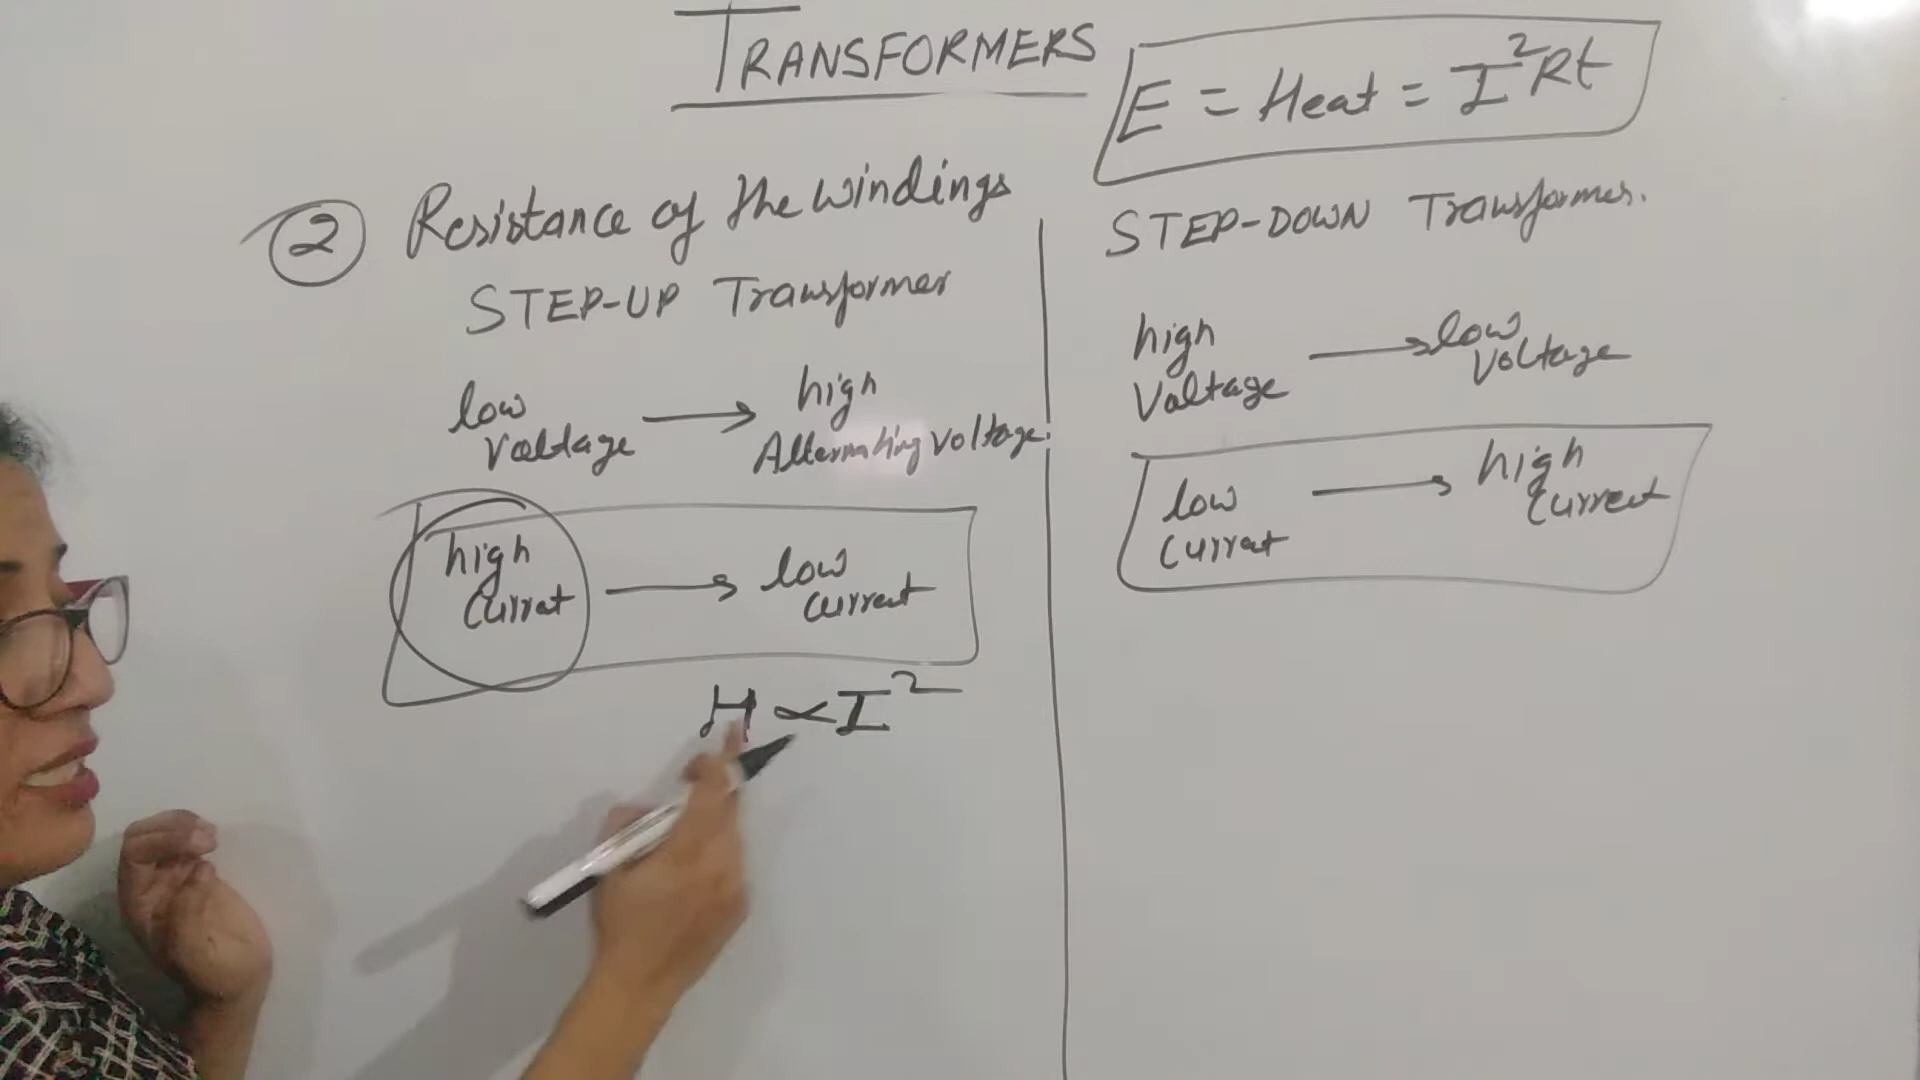 TRANSFORMERS
E = Heat = I²Rt
② Resistance of the windings
STEP-UP Transformer
low voltage → high Alternating voltage.
high current → low current
H ∝ I²
STEP-DOWN Transformer.
high Voltage → low voltage
low current → high current